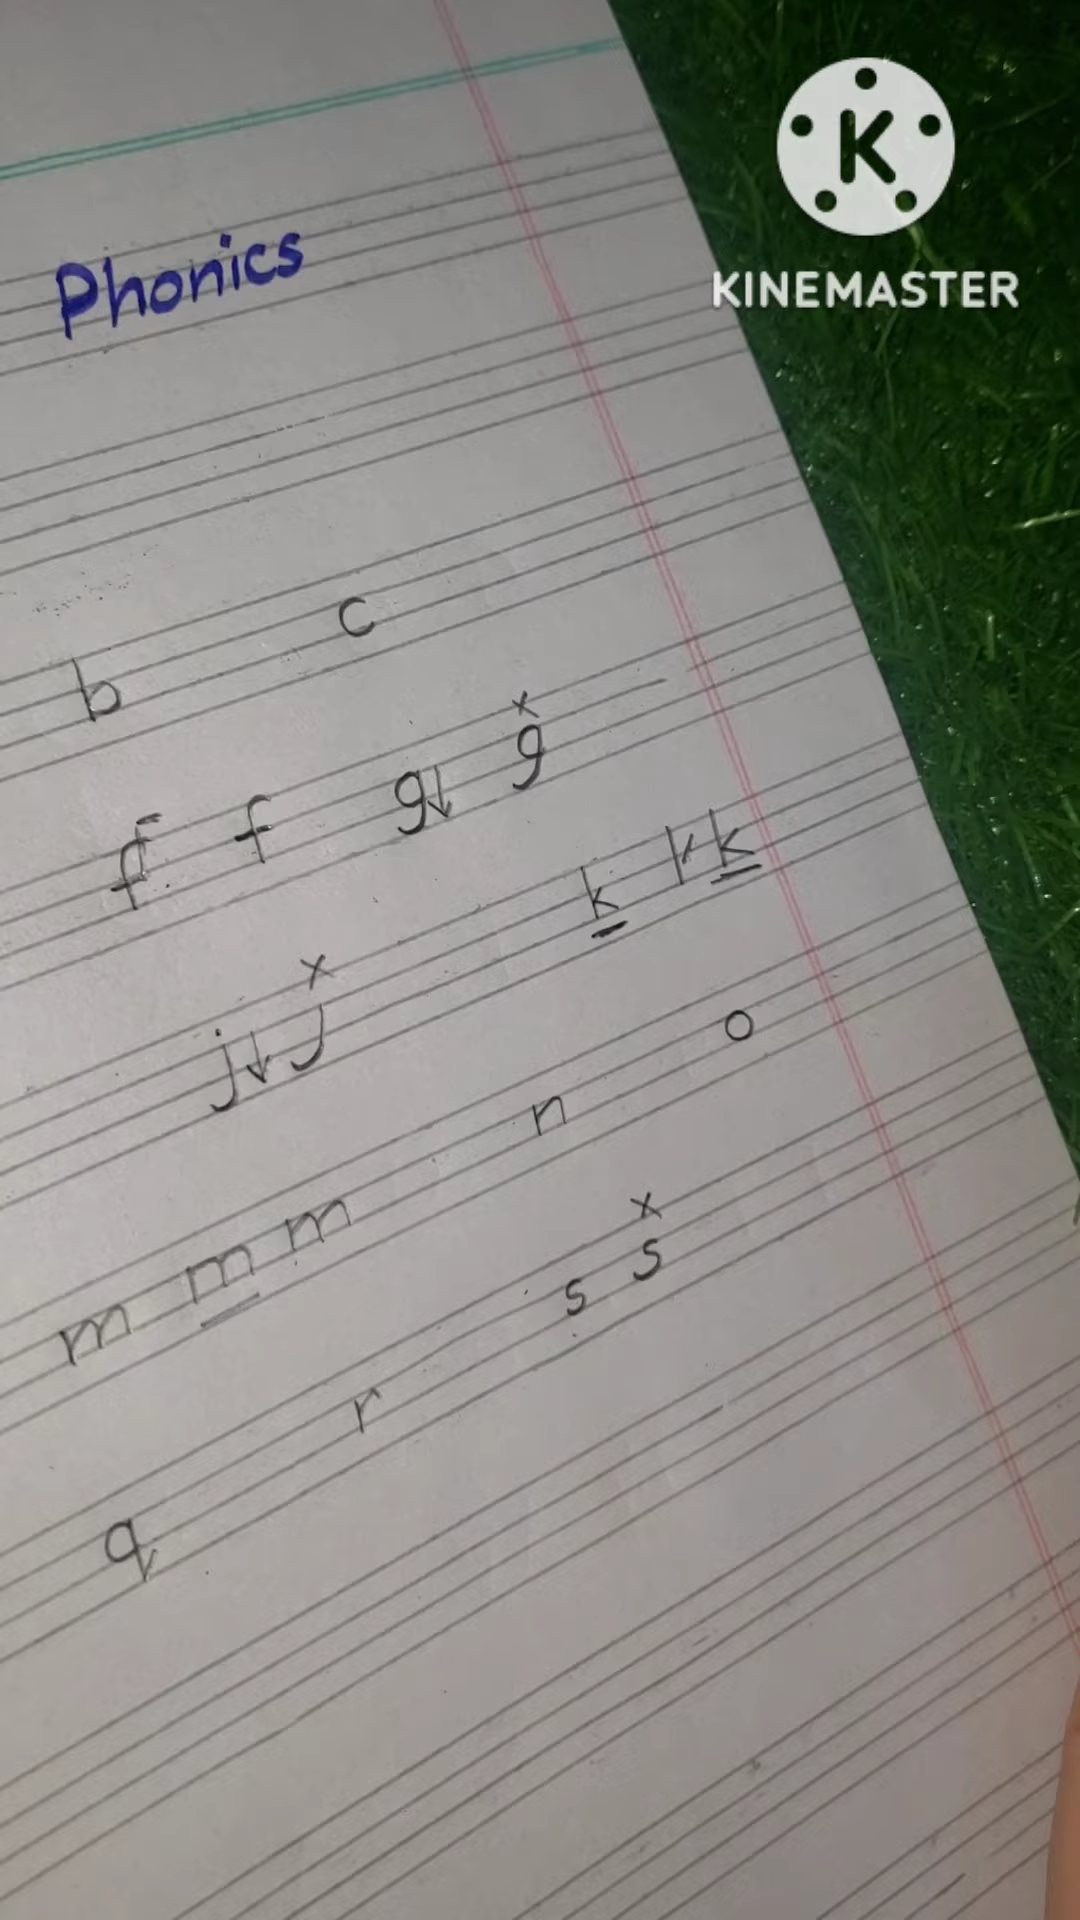 K
KINEMASTER
Phonics
b c
f f g g x
j j x k k k
m m m n o
q r s s x